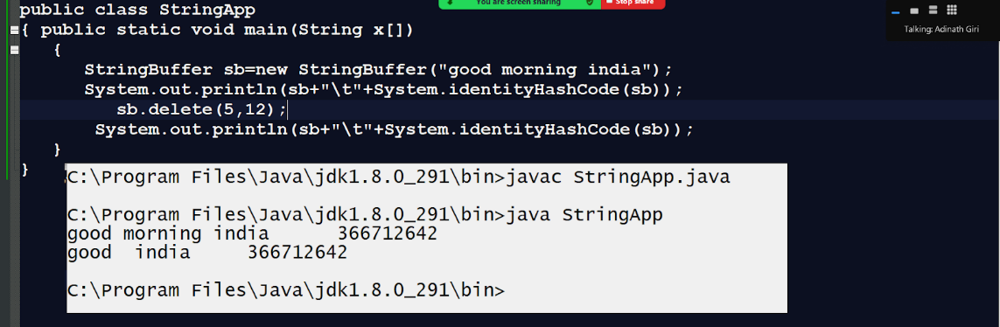 You are screen sharing Stop share
Talking: Adinath Giri
public class StringApp
{ public static void main(String x[])
{
StringBuffer sb=new StringBuffer("good morning india");
System.out.println(sb+"\t"+System.identityHashCode(sb));
sb.delete(5,12);
System.out.println(sb+"\t"+System.identityHashCode(sb));
}
}
C:\Program Files\Java\jdk1.8.0_291\bin>javac StringApp.java
C:\Program Files\Java\jdk1.8.0_291\bin>java StringApp
good morning india 366712642
good  india 366712642
C:\Program Files\Java\jdk1.8.0_291\bin>